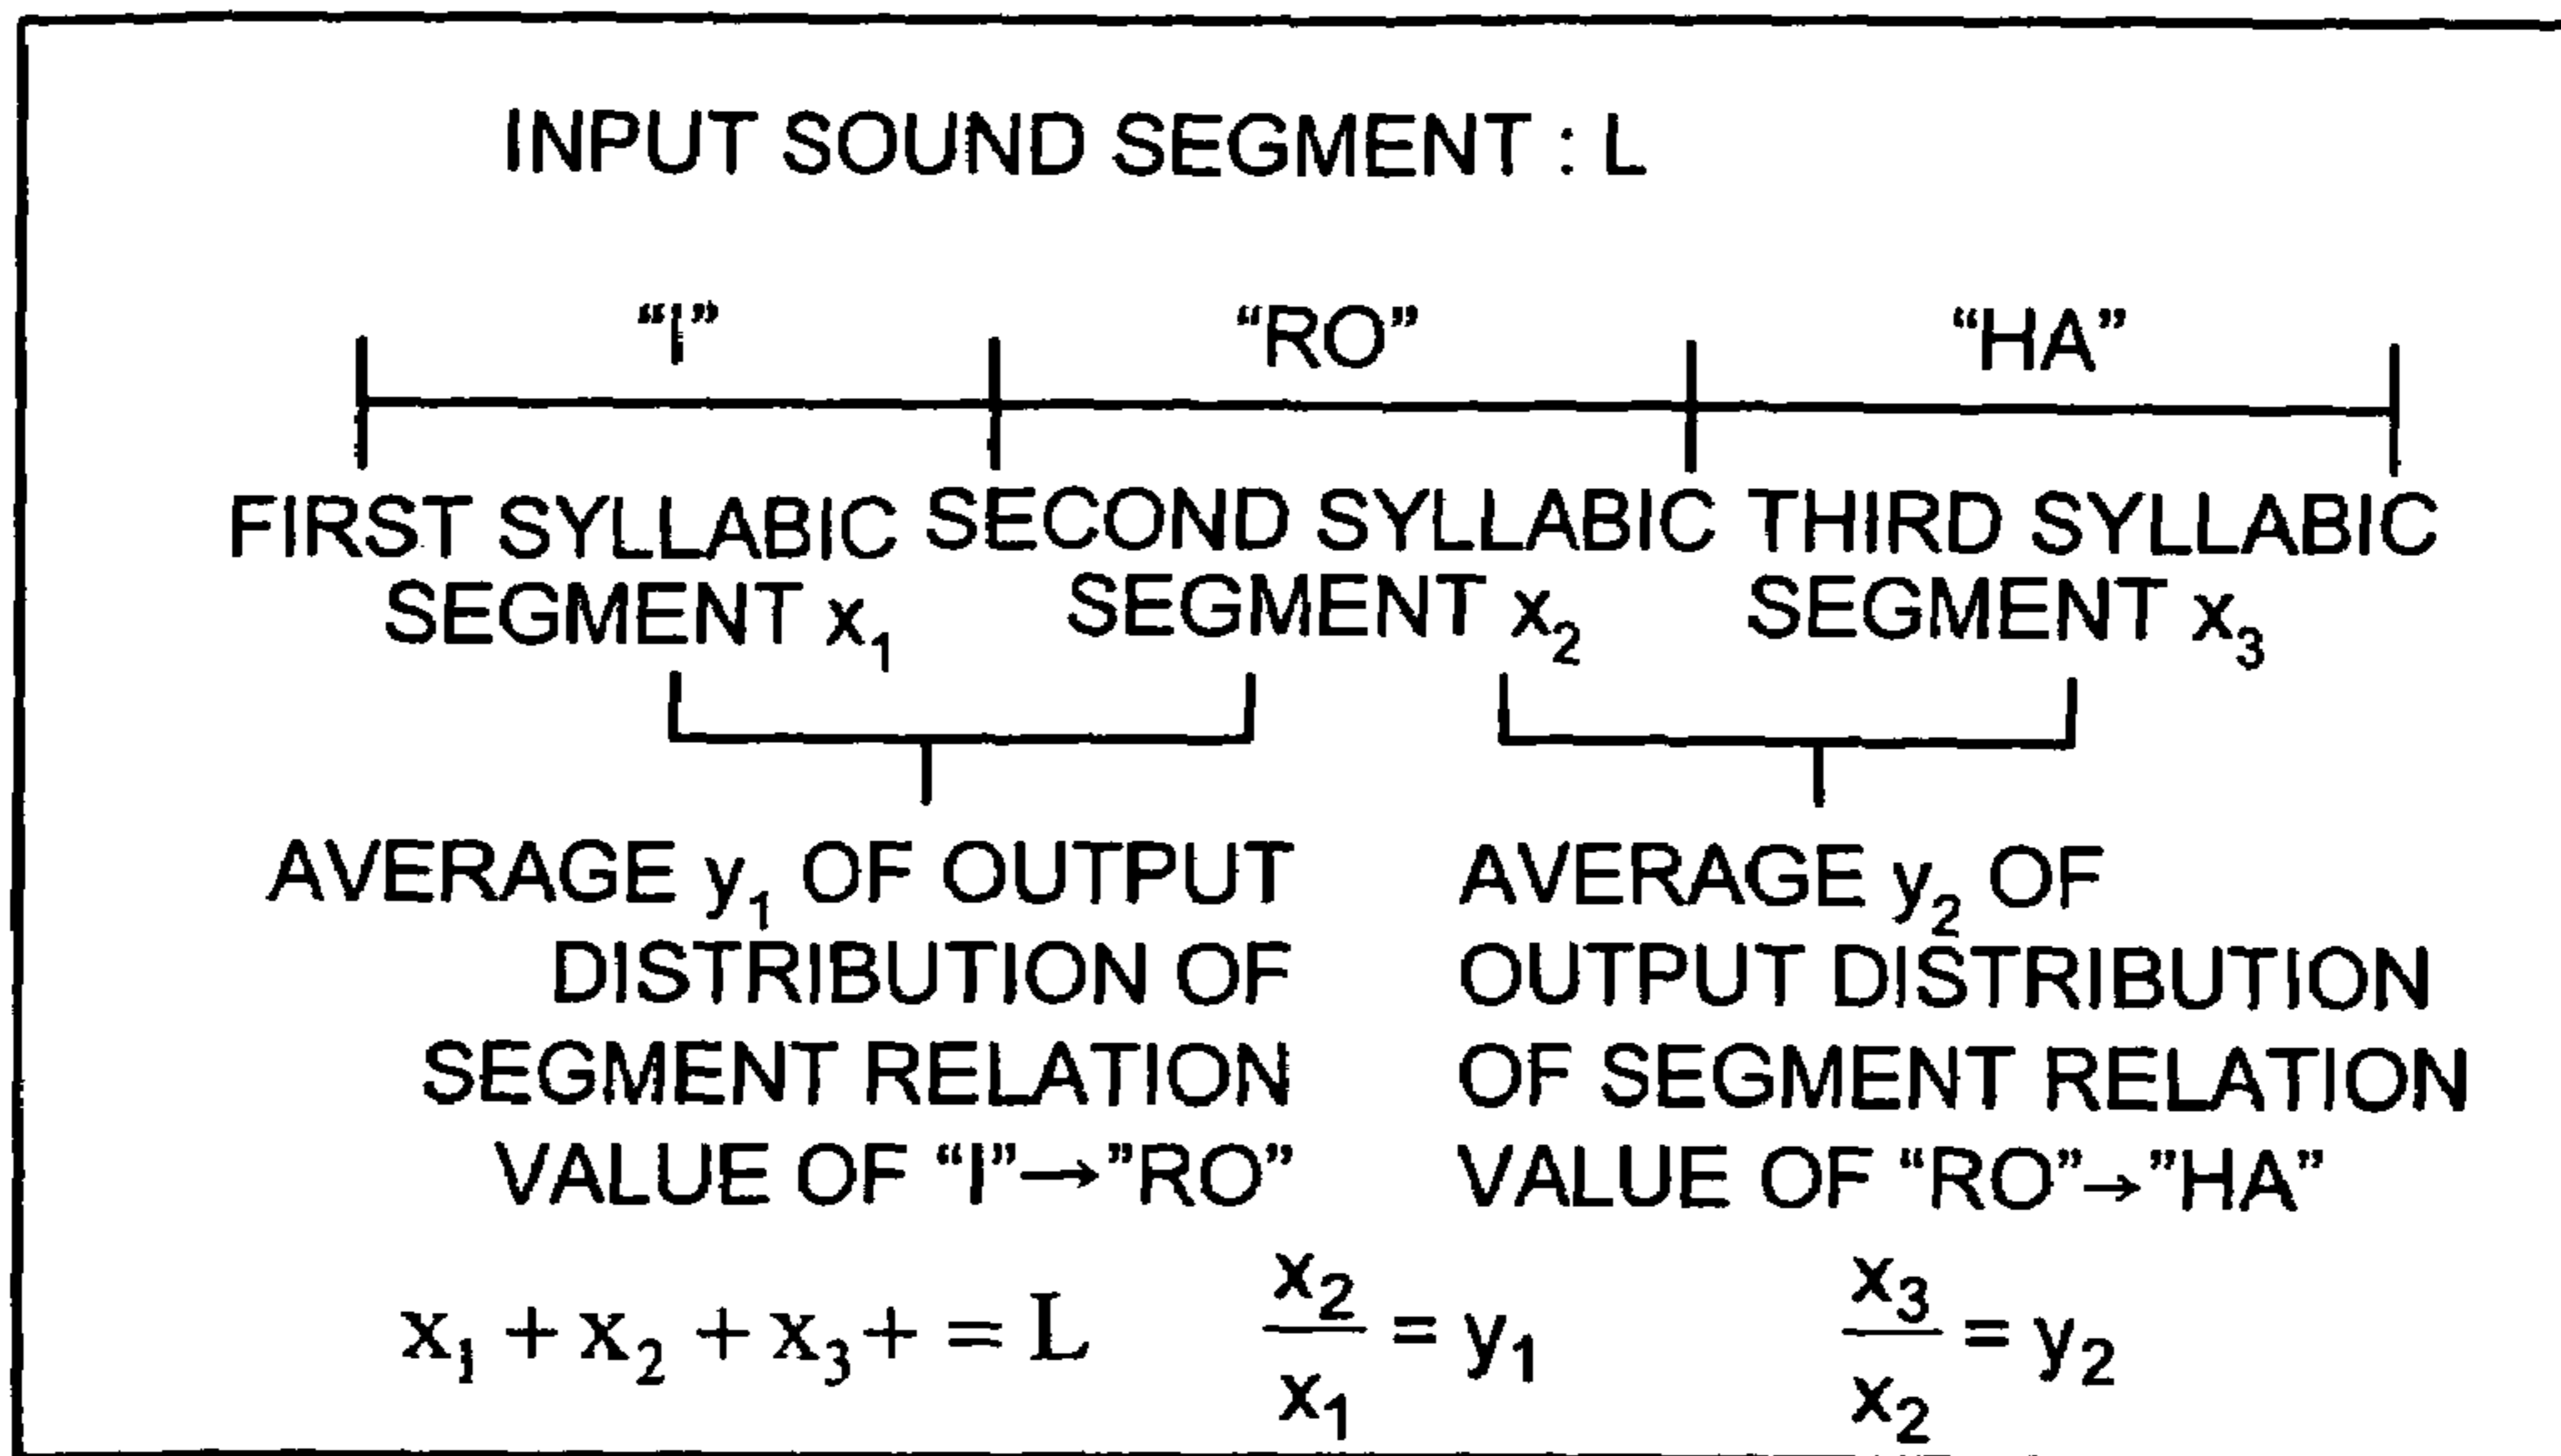 INPUT SOUND SEGMENT : L
“I” “RO” “HA”
FIRST SYLLABIC SECOND SYLLABIC THIRD SYLLABIC
SEGMENT x₁ SEGMENT x₂ SEGMENT x₃
AVERAGE y₁ OF OUTPUT
DISTRIBUTION OF
SEGMENT RELATION
VALUE OF “I”→”RO”
AVERAGE y₂ OF
OUTPUT DISTRIBUTION
OF SEGMENT RELATION
VALUE OF “RO”→”HA”
x₁ + x₂ + x₃+ = L x₂/x₁ = y₁ x₃/x₂ = y₂